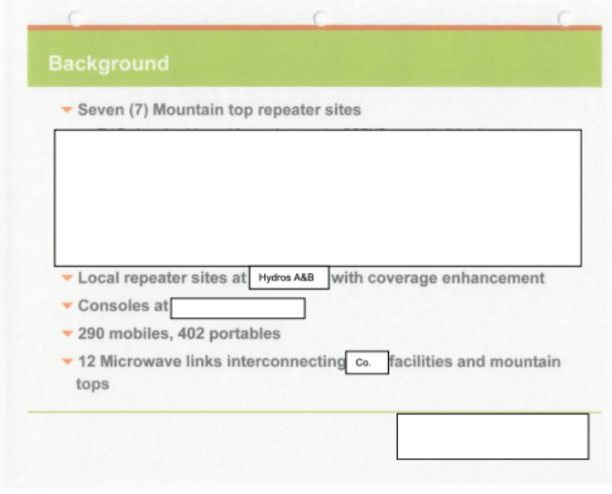 Background
Seven (7) Mountain top repeater sites
Local repeater sites at Hydros A&B with coverage enhancement
Consoles at
290 mobiles, 402 portables
12 Microwave links interconnecting Co. facilities and mountain
tops